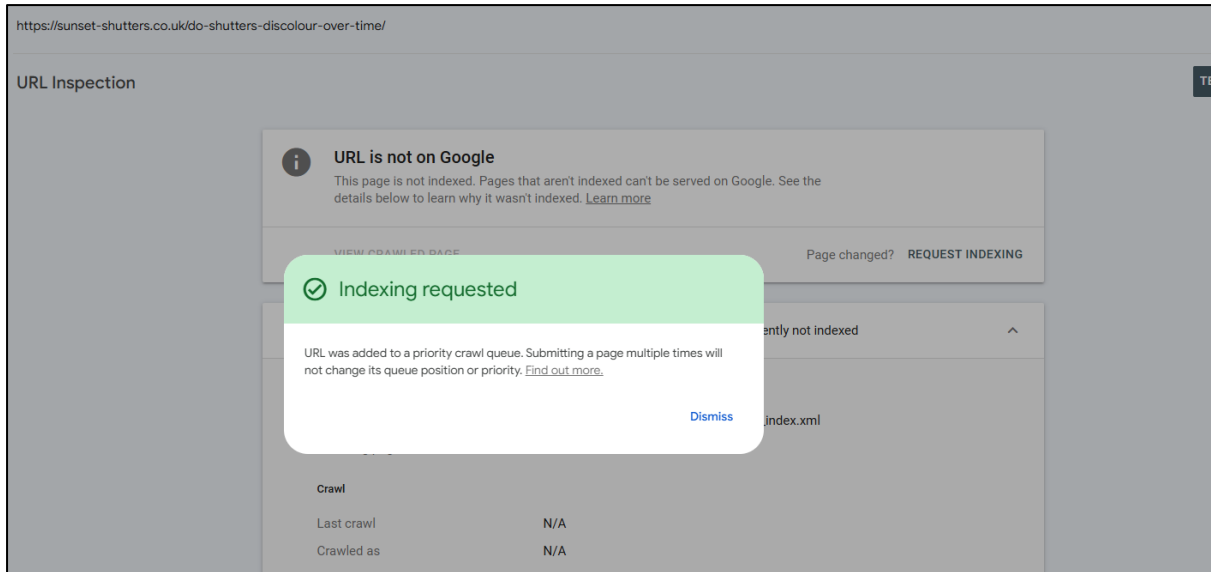 https://sunset-shutters.co.uk/do-shutters-discolour-over-time/
URL Inspection
URL is not on Google
This page is not indexed. Pages that aren't indexed can't be served on Google. See the
details below to learn why it wasn't indexed. Learn more
VIEW CRAWLED PAGE
Page changed? REQUEST INDEXING
Indexing requested
URL was added to a priority crawl queue. Submitting a page multiple times will
not change its queue position or priority. Find out more.
Dismiss
ently not indexed
_index.xml
Crawl
Last crawl N/A
Crawled as N/A